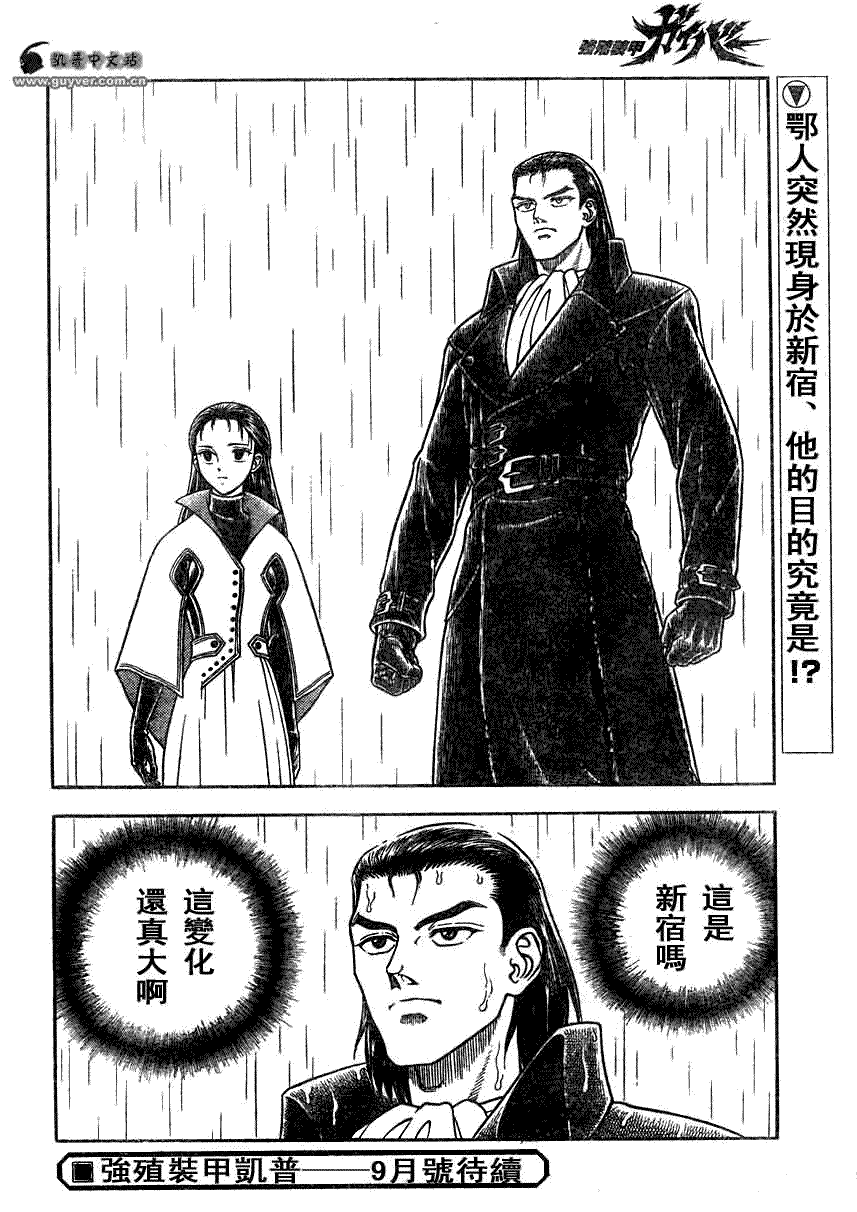 凱普中文站
www.guyver.com.cn
強殖裝甲 ガイバー
鄂人突然現身於新宿、他的目的究竟是!?
這是
新宿嗎
這變化
還真大啊
強殖裝甲凱普——9月號待續